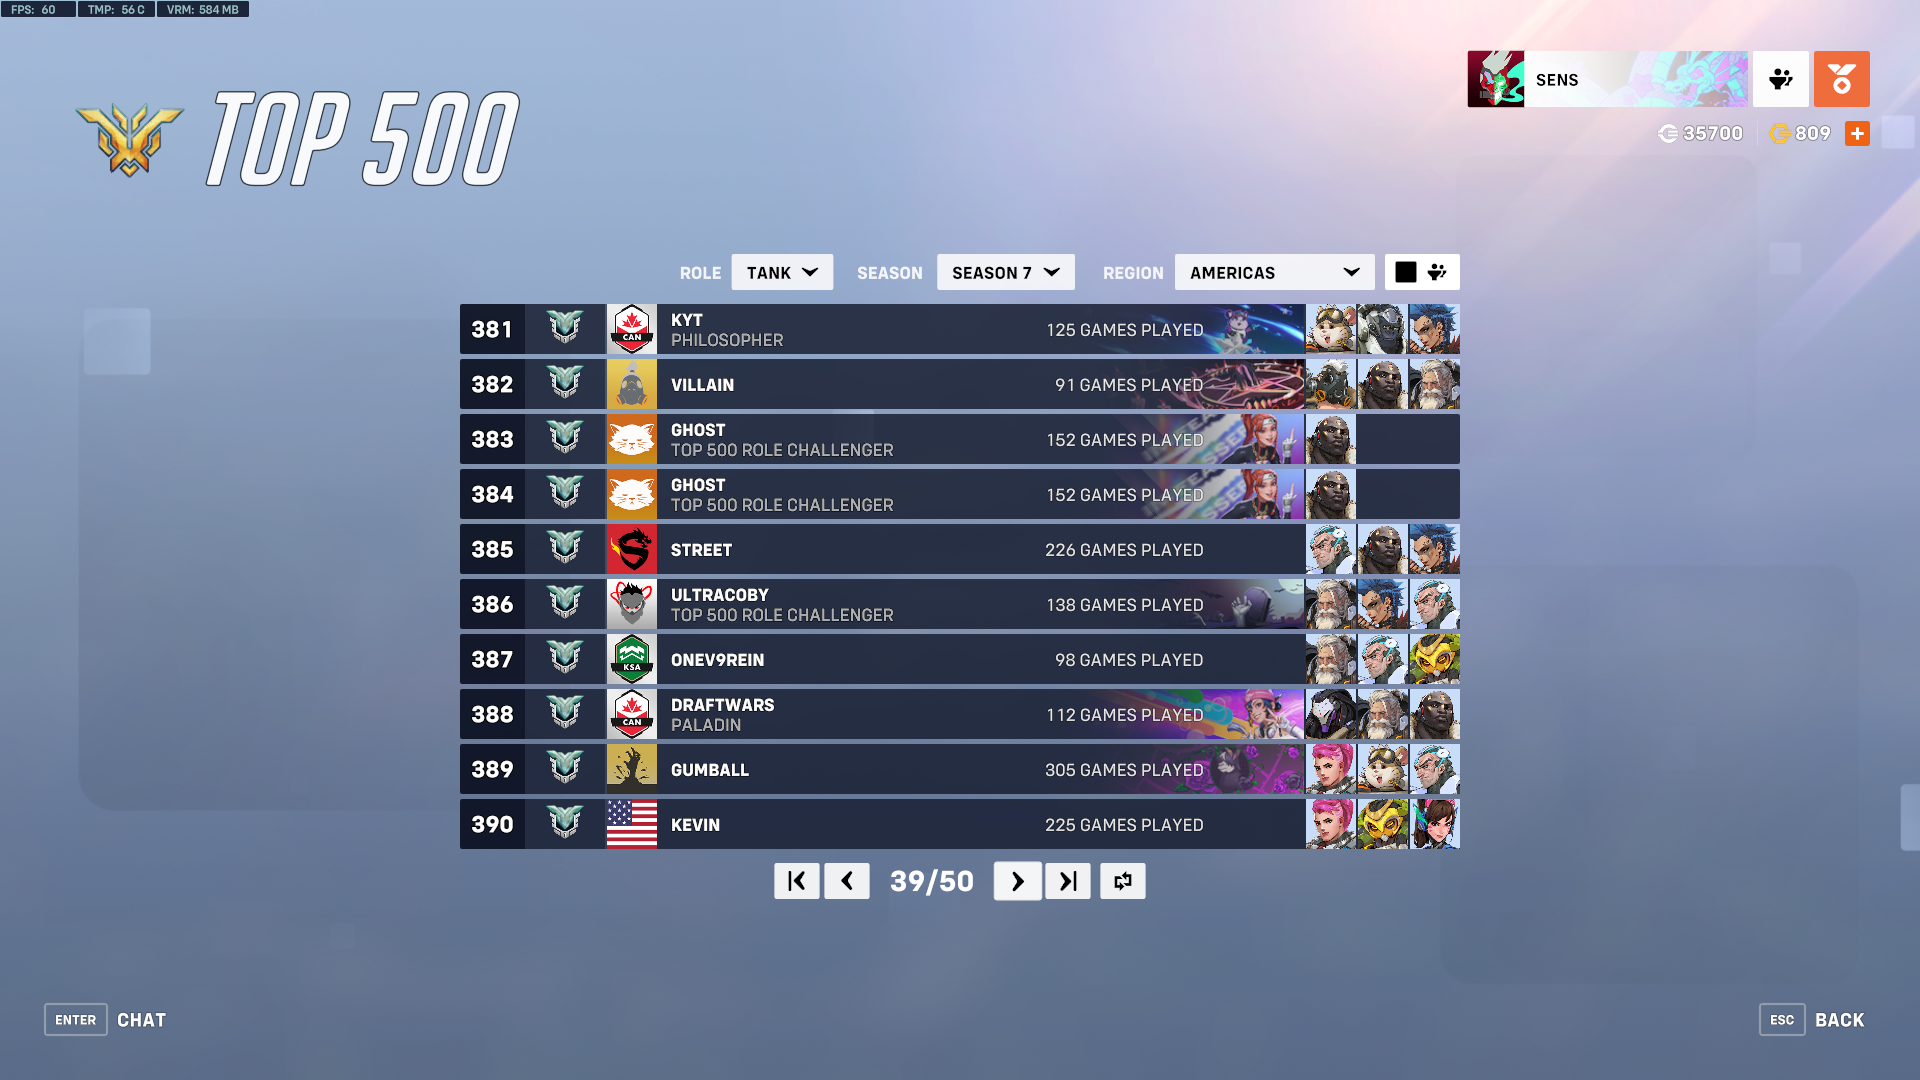 FPS: 60 TMP: 56 C VRM: 584 MB
TOP 500
SENS
35700 809
ROLE TANK SEASON SEASON 7 REGION AMERICAS
381 CAN KYT PHILOSOPHER 125 GAMES PLAYED
382 VILLAIN 91 GAMES PLAYED
383 GHOST TOP 500 ROLE CHALLENGER 152 GAMES PLAYED
384 GHOST TOP 500 ROLE CHALLENGER 152 GAMES PLAYED
385 STREET 226 GAMES PLAYED
386 ULTRACOBY TOP 500 ROLE CHALLENGER 138 GAMES PLAYED
387 KSA ONEV9REIN 98 GAMES PLAYED
388 CAN DRAFTWARS PALADIN 112 GAMES PLAYED
389 GUMBALL 305 GAMES PLAYED
390 KEVIN 225 GAMES PLAYED
39/50
ENTER CHAT
ESC BACK